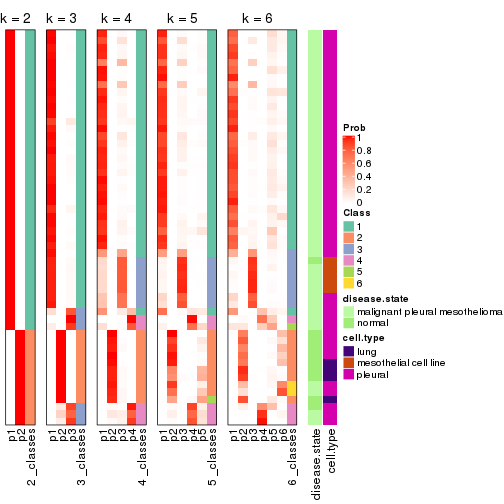 k = 2 k = 3 k = 4 k = 5 k = 6
Prob
1
0.8
0.6
0.4
0.2
0
Class
1
2
3
4
5
6
disease.state
malignant pleural mesothelioma
normal
cell.type
lung
mesothelial cell line
pleural
p1
p2
2_classes
p1
p2
p3
3_classes
p1
p2
p3
p4
4_classes
p1
p2
p3
p4
p5
5_classes
p1
p2
p3
p4
p5
p6
6_classes
disease.state
cell.type